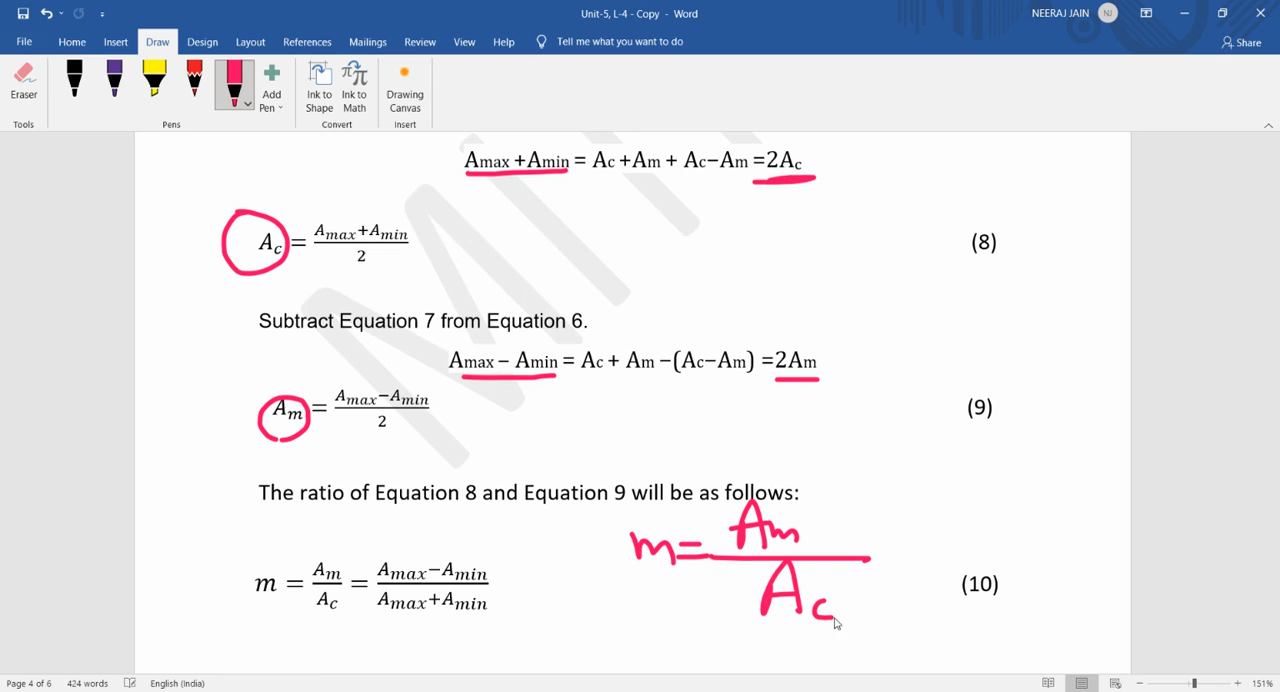 Unit-5, L-4 - Copy - Word
NEERAJ JAIN NJ
File Home Insert Draw Design Layout References Mailings Review View Help Tell me what you want to do Share
Eraser Add Pen Ink to Shape Ink to Math Drawing Canvas
Tools Pens Convert Insert
Amax +Amin = Ac +Am + Ac−Am =2Ac
Ac = (Amax+Amin)/2 (8)
Subtract Equation 7 from Equation 6.
Amax − Amin = Ac + Am −(Ac−Am) =2Am
Am = (Amax−Amin)/2 (9)
The ratio of Equation 8 and Equation 9 will be as follows:
m = Am/Ac
m = Am/Ac = (Amax−Amin)/(Amax+Amin) (10)
Page 4 of 6 424 words English (India) 151%